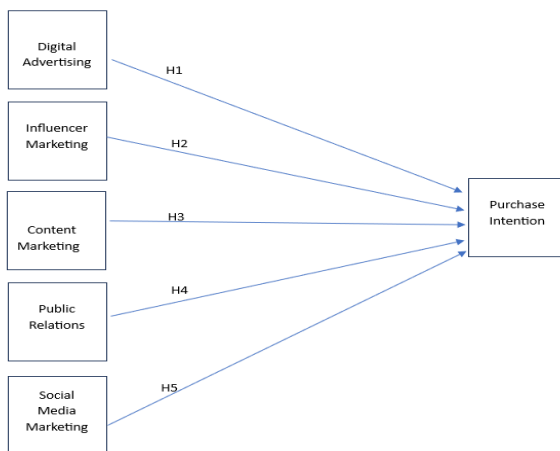 Digital
Advertising
H1
Influencer
Marketing
H2
Content
Marketing
H3
Public
Relations
H4
Social
Media
Marketing
H5
Purchase
Intention